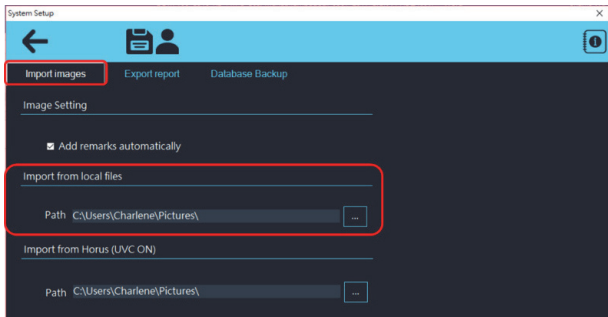 System Setup
Import images Export report Database Backup
Image Setting
Add remarks automatically
Import from local files
Path C:\Users\Charlene\Pictures\ ...
Import from Horus (UVC ON)
Path C:\Users\Charlene\Pictures\ ...